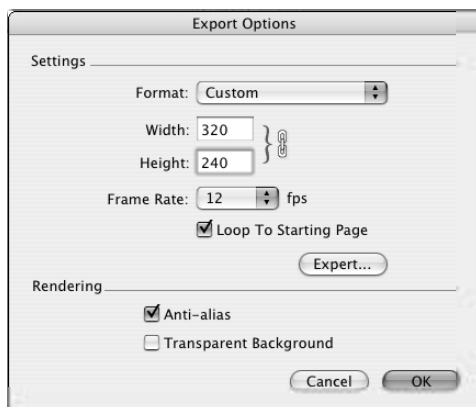 Export Options
Settings
Format: Custom
Width: 320
Height: 240
Frame Rate: 12 fps
Loop To Starting Page
Expert...
Rendering
Anti-alias
Transparent Background
Cancel OK